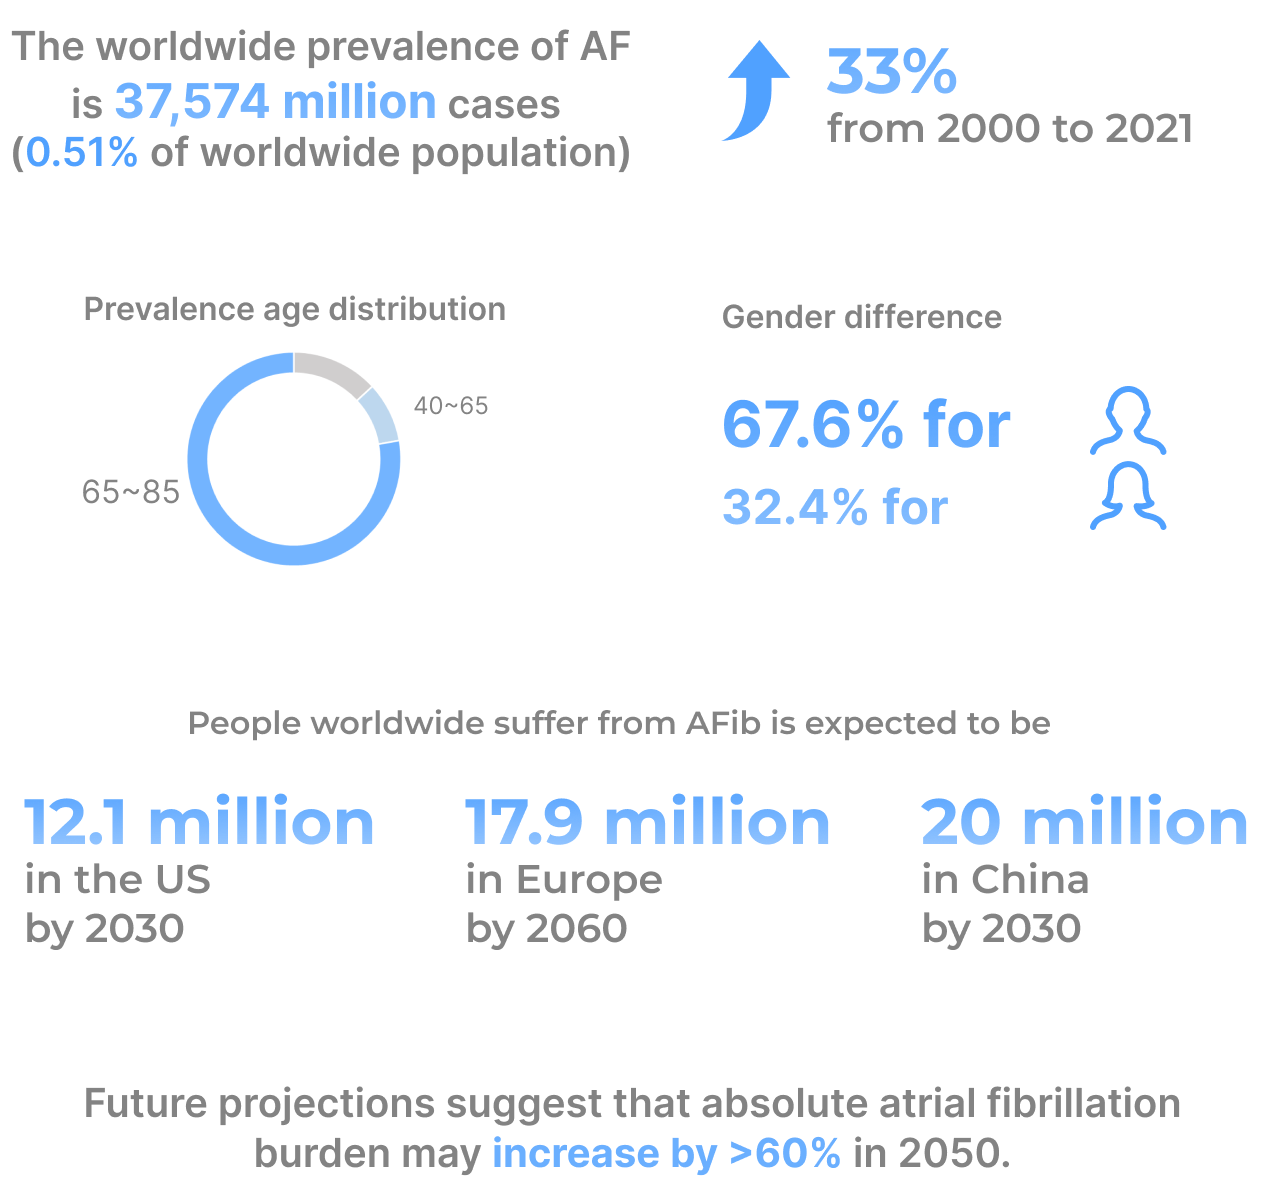 The worldwide prevalence of AF
is 37,574 million cases
(0.51% of worldwide population)
33%
from 2000 to 2021
Prevalence age distribution
40~65
65~85
Gender difference
67.6% for
32.4% for
People worldwide suffer from AFib is expected to be
12.1 million
in the US
by 2030
17.9 million
in Europe
by 2060
20 million
in China
by 2030
Future projections suggest that absolute atrial fibrillation
burden may increase by >60% in 2050.